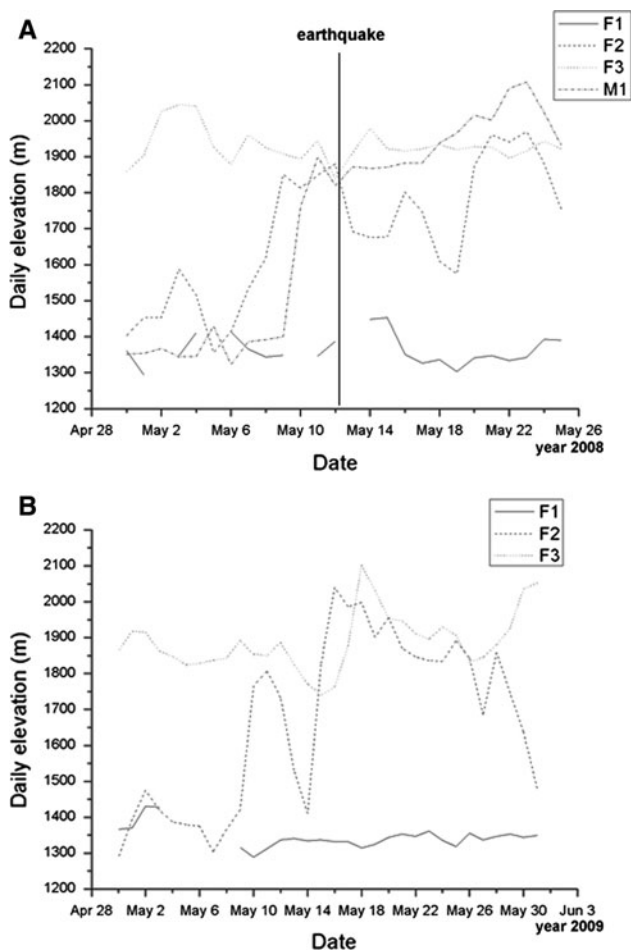 A
earthquake
F1
F2
F3
M1
Daily elevation (m)
2200
2100
2000
1900
1800
1700
1600
1500
1400
1300
1200
Apr 28 May 2 May 6 May 10 May 14 May 18 May 22 May 26
year 2008
Date
B
F1
F2
F3
Daily elevation (m)
2200
2100
2000
1900
1800
1700
1600
1500
1400
1300
1200
Apr 28 May 2 May 6 May 10 May 14 May 18 May 22 May 26 May 30 Jun 3
year 2009
Date